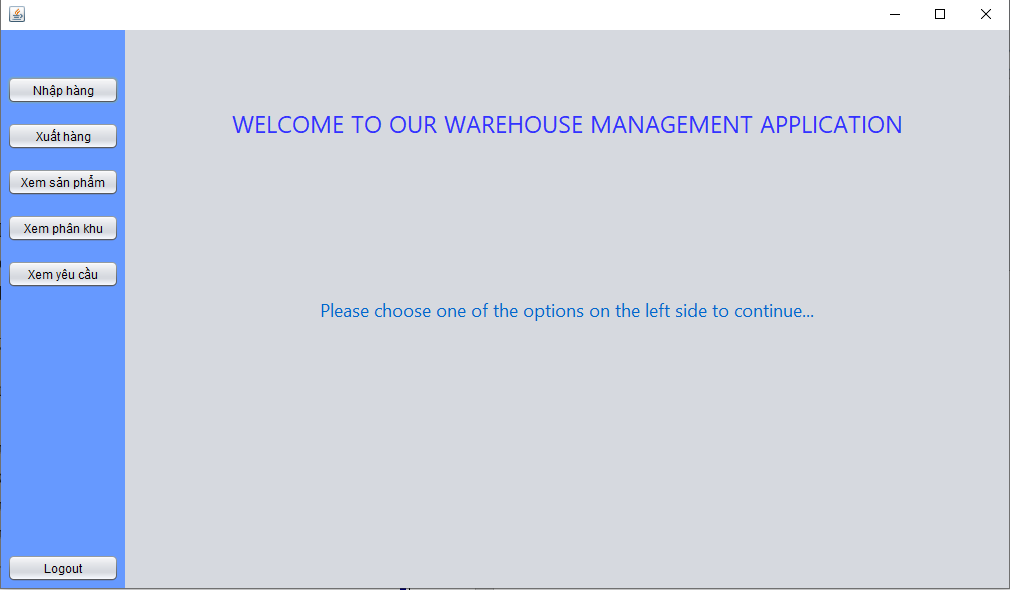 Nhập hàng
WELCOME TO OUR WAREHOUSE MANAGEMENT APPLICATION
Xuất hàng
Xem sản phẩm
Xem phân khu
Xem yêu cầu
Please choose one of the options on the left side to continue...
Logout